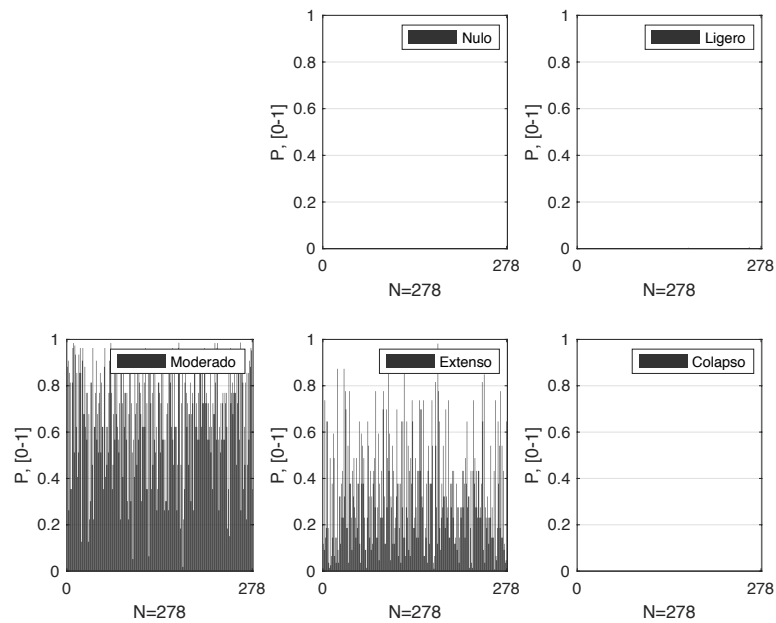 1
Nulo
0.8
0.6
0.4
0.2
0
P, [0-1]
0
278
N=278
1
Ligero
0.8
0.6
0.4
0.2
0
P, [0-1]
0
278
N=278
1
Moderado
0.8
0.6
0.4
0.2
0
P, [0-1]
0
278
N=278
1
Extenso
0.8
0.6
0.4
0.2
0
P, [0-1]
0
278
N=278
1
Colapso
0.8
0.6
0.4
0.2
0
P, [0-1]
0
278
N=278